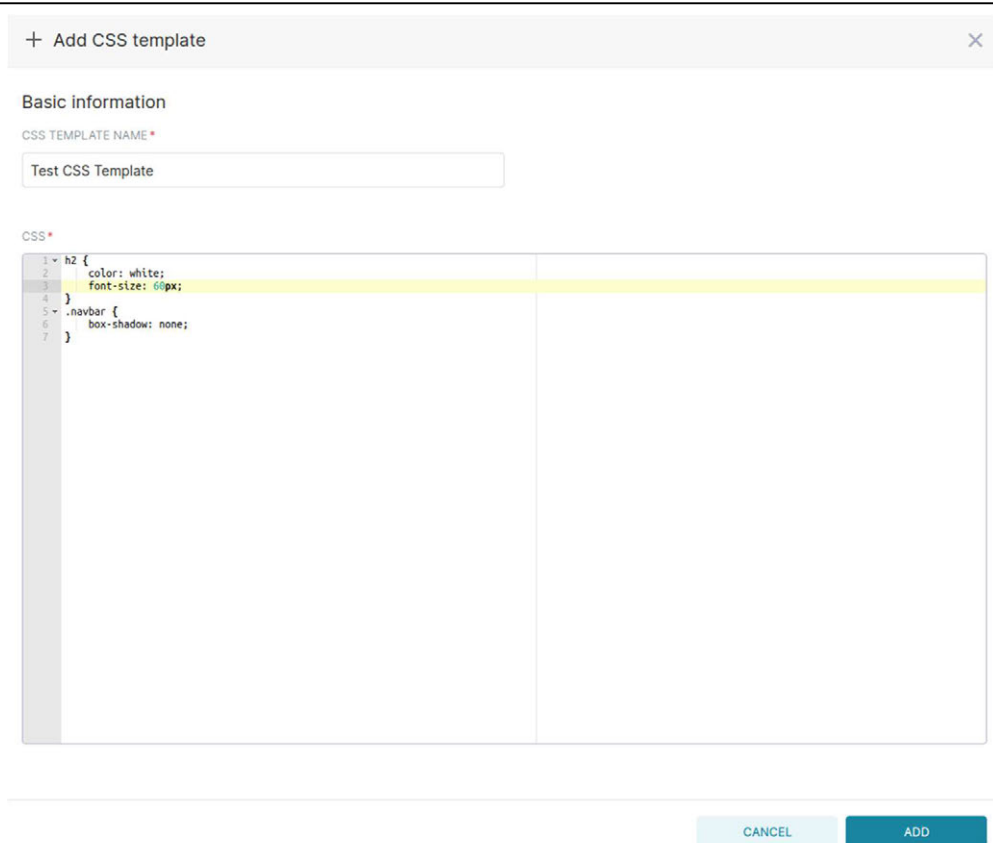 + Add CSS template
Basic information
CSS TEMPLATE NAME*
Test CSS Template
CSS*
1 h2 {
2 color: white;
3 font-size: 60px;
4 }
5 .navbar {
6 box-shadow: none;
7 }
CANCEL ADD